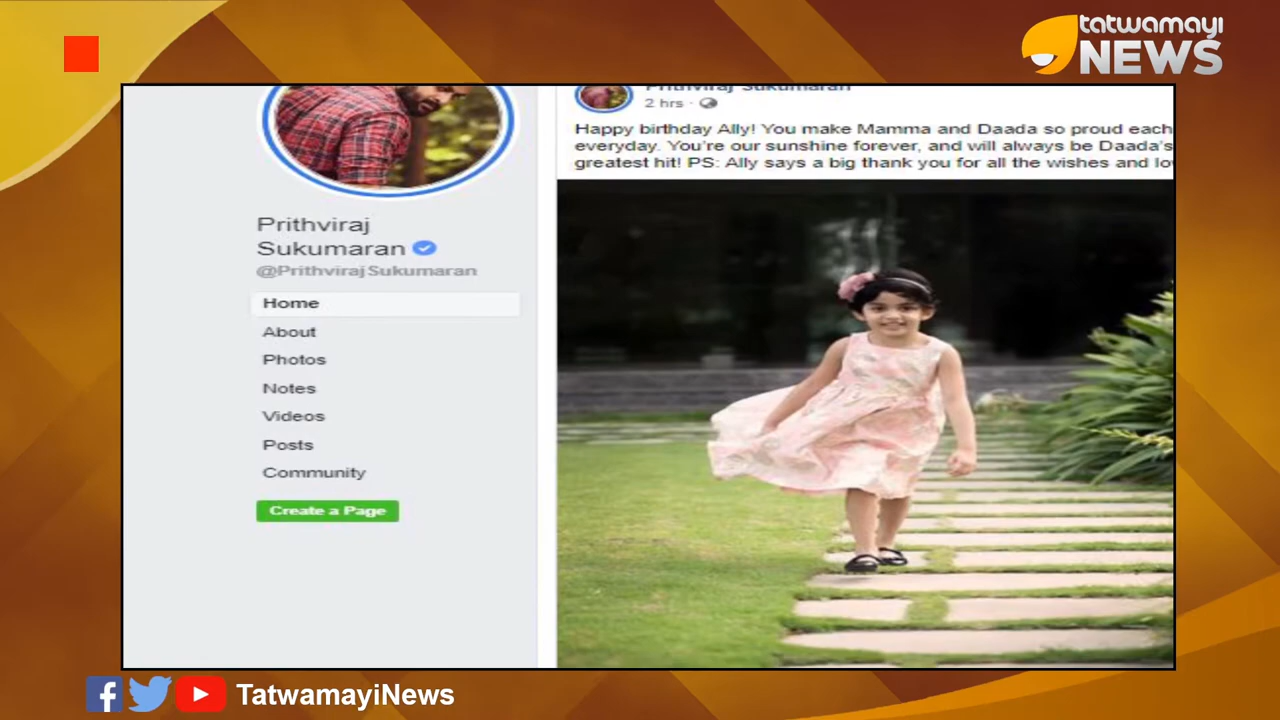 tatwamayi
NEWS
Prithviraj Sukumaran
2 hrs
Happy birthday Ally! You make Mamma and Daada so proud each
everyday. You're our sunshine forever, and will always be Daada's
greatest hit! PS: Ally says a big thank you for all the wishes and
Prithviraj
Sukumaran
@PrithvirajSukumaran
Home
About
Photos
Notes
Videos
Posts
Community
Create a Page
TatwamayiNews